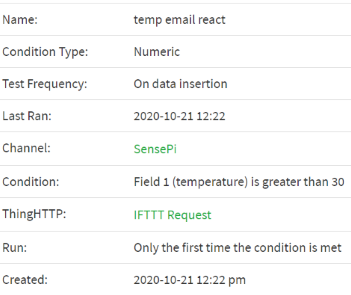 Name: temp email react
Condition Type: Numeric
Test Frequency: On data insertion
Last Ran: 2020-10-21 12:22
Channel: SensePi
Condition: Field 1 (temperature) is greater than 30
ThingHTTP: IFTTT Request
Run: Only the first time the condition is met
Created: 2020-10-21 12:22 pm